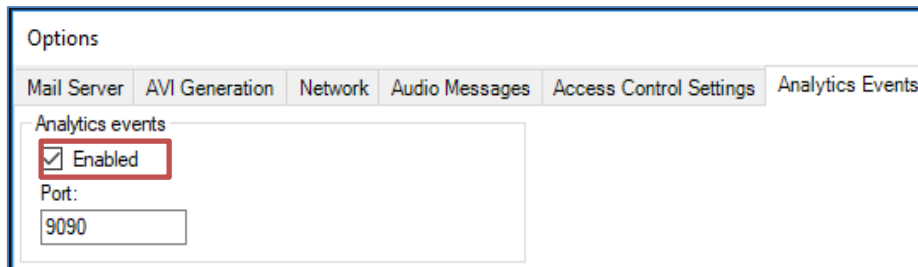 Options
Mail Server AVI Generation Network Audio Messages Access Control Settings Analytics Events
Analytics events
Enabled
Port:
9090